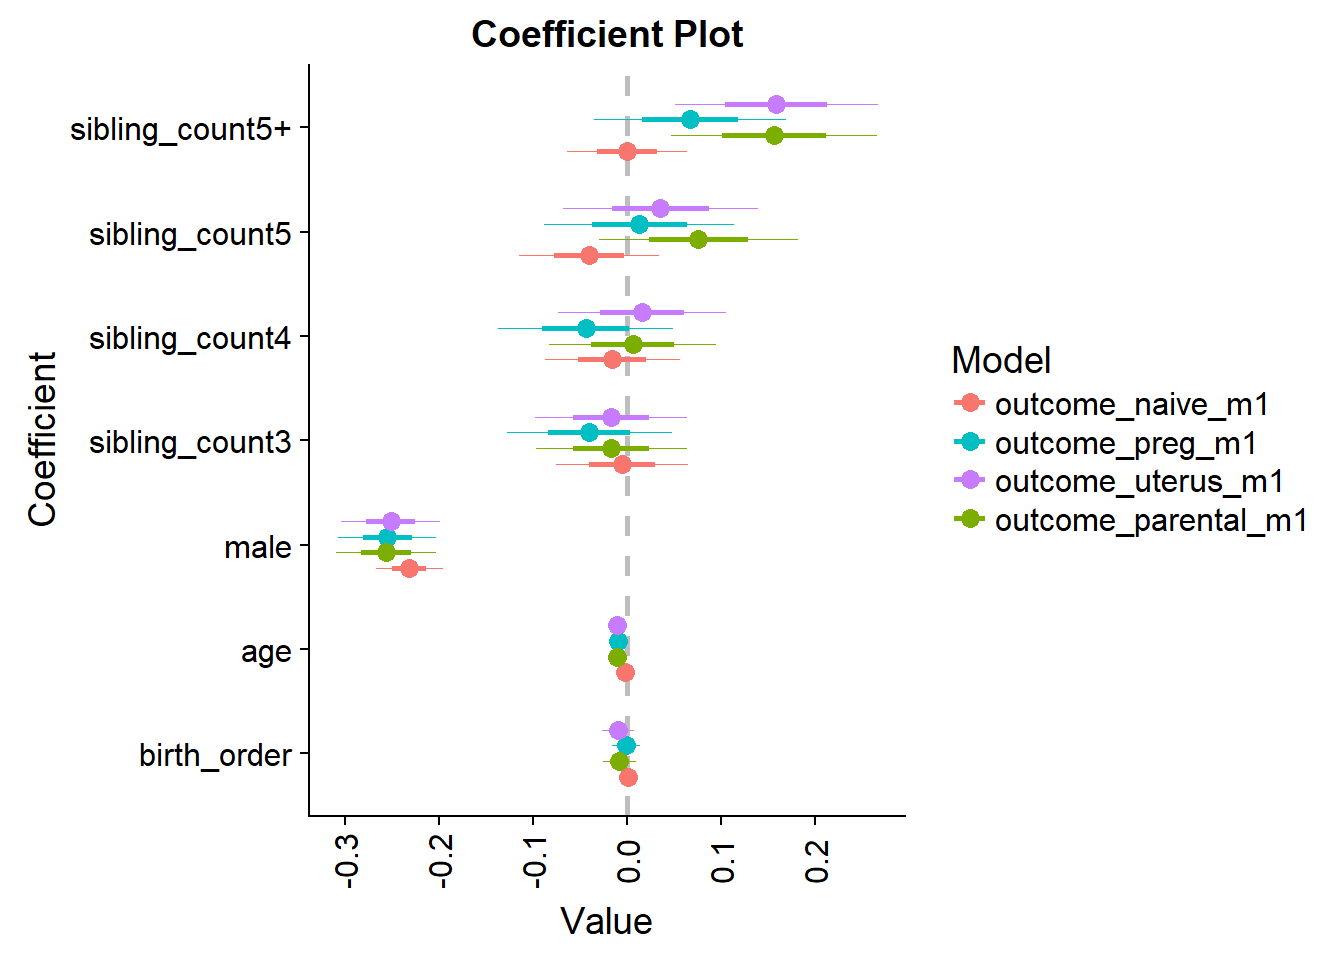 Coefficient Plot
Coefficient
sibling_count5+
sibling_count5
sibling_count4
sibling_count3
male
age
birth_order
-0.3
-0.2
-0.1
0.0
0.1
0.2
Value
Model
outcome_naive_m1
outcome_preg_m1
outcome_uterus_m1
outcome_parental_m1